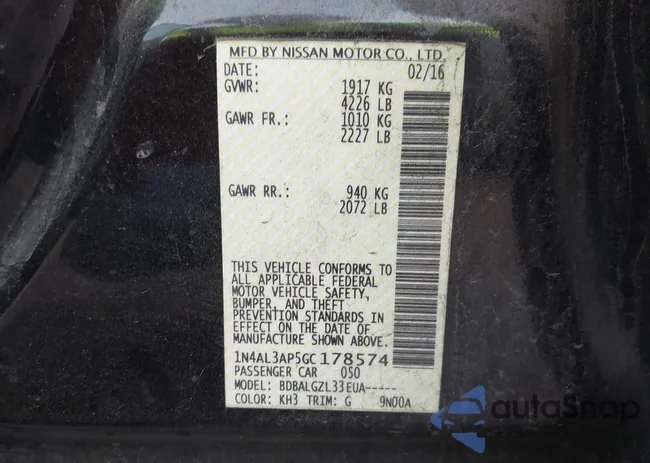 MFD BY NISSAN MOTOR CO., LTD.
DATE: 02/16
GVWR: 1917 KG
4226 LB
GAWR FR.: 1010 KG
2227 LB
GAWR RR.: 940 KG
2072 LB
THIS VEHICLE CONFORMS TO
ALL APPLICABLE FEDERAL
MOTOR VEHICLE SAFETY,
BUMPER, AND THEFT
PREVENTION STANDARDS IN
EFFECT ON THE DATE OF
MANUFACTURE SHOWN ABOVE.
1N4AL3AP5GC178574
PASSENGER CAR 050
MODEL: BDBALGZL33EUA-----
COLOR: KH3 TRIM: G 9N00A
autoSnap